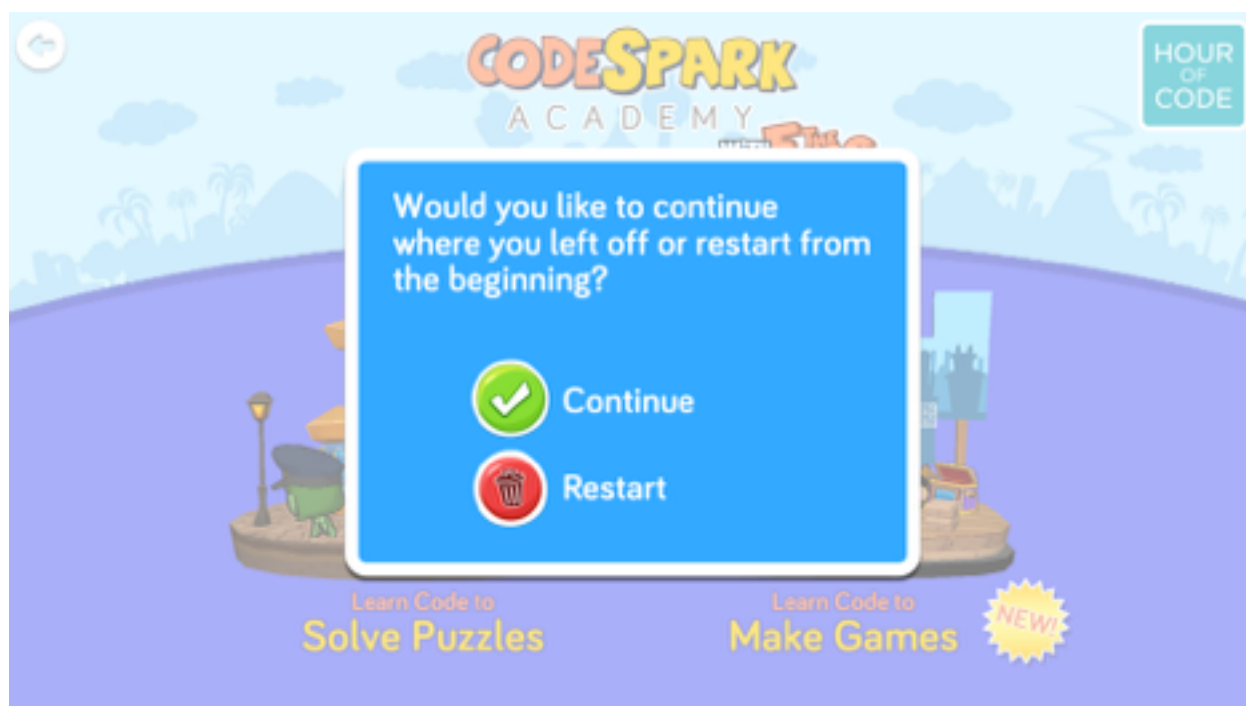 CODESPARK
ACADEMY
HOUR
OF
CODE
Would you like to continue
where you left off or restart from
the beginning?
Continue
Restart
Learn Code to
Solve Puzzles
Learn Code to
Make Games
NEW!